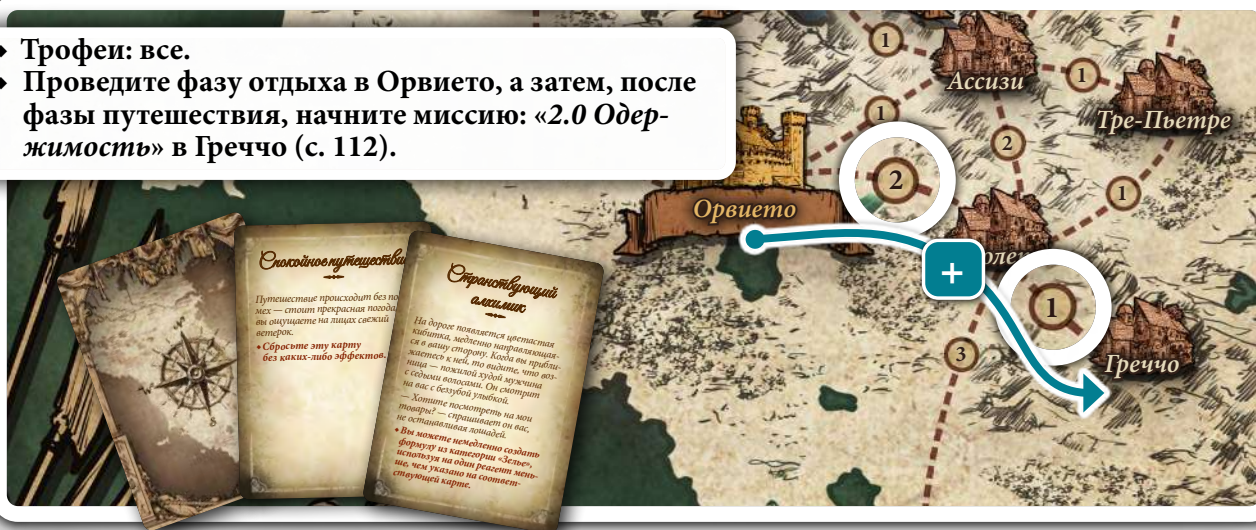 Трофеи: все.
Проведите фазу отдыха в Орвието, а затем, после
фазы путешествия, начните миссию: «2.0 Одер-
жимость» в Греччо (с. 112).
1
Ассизи
1
Тре-Пьетре
1
2
2
1
Орвието
+
1
3
Греччо
Спокойное
Путешествие происходит без
мех — стоит прекрасная погода,
вы ощущаете на лицах свежий
ветерок.
• Сбросьте эту карту
без каких-либо эффектов.
Странствующий
алхимик
На дороге появляется цветастая
кибитка, медленно направляющая-
ся в вашу сторону. Когда вы прибли-
жаетесь к ней, то видите, что воз-
ница — пожилой худой мужчина
с седыми волосами. Он смотрит
на вас с беззубой улыбкой.
— Хотите посмотреть на мои
товары? — спрашивает он вас,
не останавливая лошадей.
• Вы можете немедленно создать
формулу из категории «Зелье»,
используя на один реагент мень-
ше, чем указано на соответ-
ствующей карте.